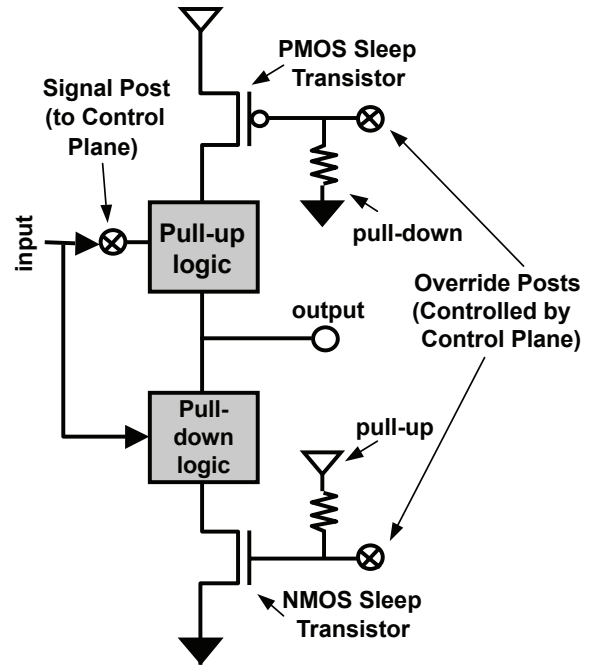 PMOS Sleep
Transistor
Signal Post
(to Control
Plane)
input
Pull-up
logic
pull-down
Override Posts
(Controlled by
Control Plane)
output
Pull-
down
logic
pull-up
NMOS Sleep
Transistor